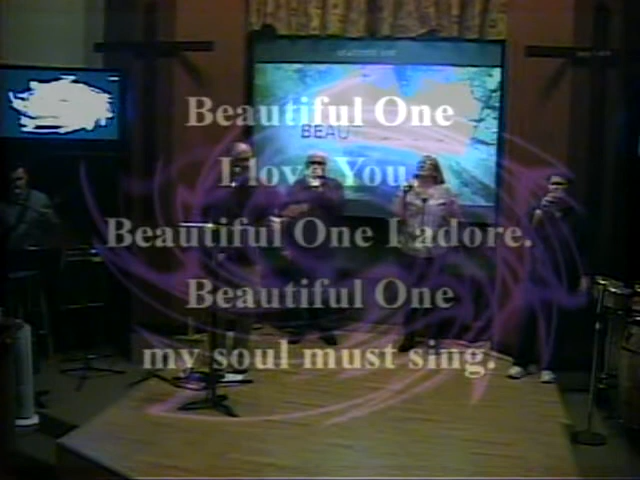 Beautiful One
BEAU
I love You.
Beautiful One I adore.
Beautiful One
my soul must sing.